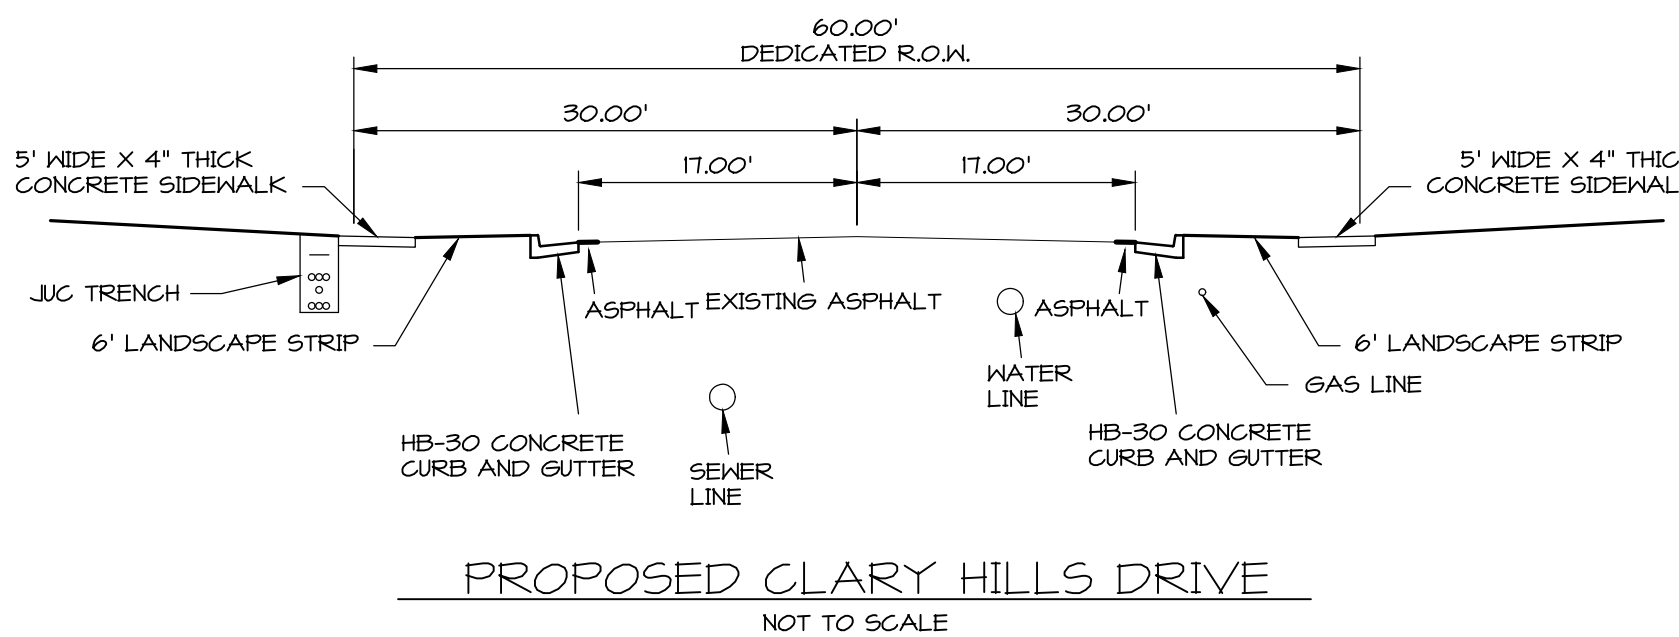 60.00'
DEDICATED R.O.W.
30.00'
30.00'
5' WIDE X 4" THICK
CONCRETE SIDEWALK
17.00'
17.00'
5' WIDE X 4" THIC
CONCRETE SIDEWAL
JUC TRENCH
ASPHALT
EXISTING ASPHALT
ASPHALT
6' LANDSCAPE STRIP
6' LANDSCAPE STRIP
WATER
LINE
GAS LINE
HB-30 CONCRETE
CURB AND GUTTER
SEWER
LINE
HB-30 CONCRETE
CURB AND GUTTER
PROPOSED CLARY HILLS DRIVE
NOT TO SCALE